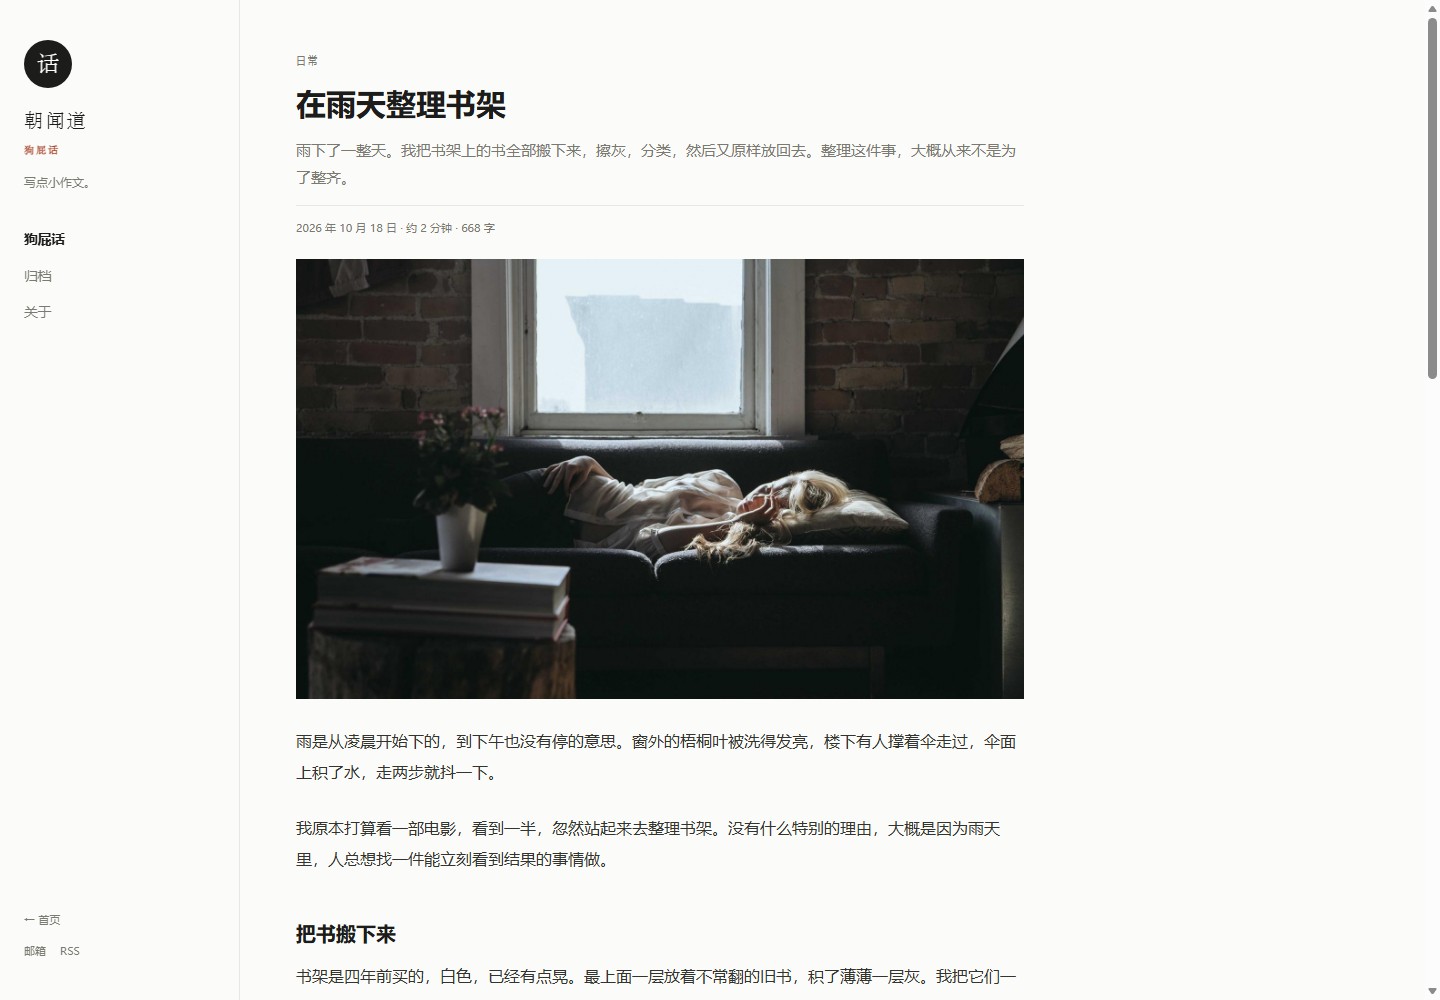 话
朝闻道
狗屁话
写点小作文。
狗屁话
归档
关于
← 首页
邮箱 RSS
日常
在雨天整理书架
雨下了一整天。我把书架上的书全部搬下来，擦灰，分类，然后又原样放回去。整理这件事，大概从来不是为
了整齐。
2026 年 10 月 18 日 · 约 2 分钟 · 668 字
雨是从凌晨开始下的，到下午也没有停的意思。窗外的梧桐叶被洗得发亮，楼下有人撑着伞走过，伞面
上积了水，走两步就抖一下。
我原本打算看一部电影，看到一半，忽然站起来去整理书架。没有什么特别的理由，大概是因为雨天
里，人总想找一件能立刻看到结果的事情做。
把书搬下来
书架是四年前买的，白色，已经有点晃。最上面一层放着不常翻的旧书，积了薄薄一层灰。我把它们一